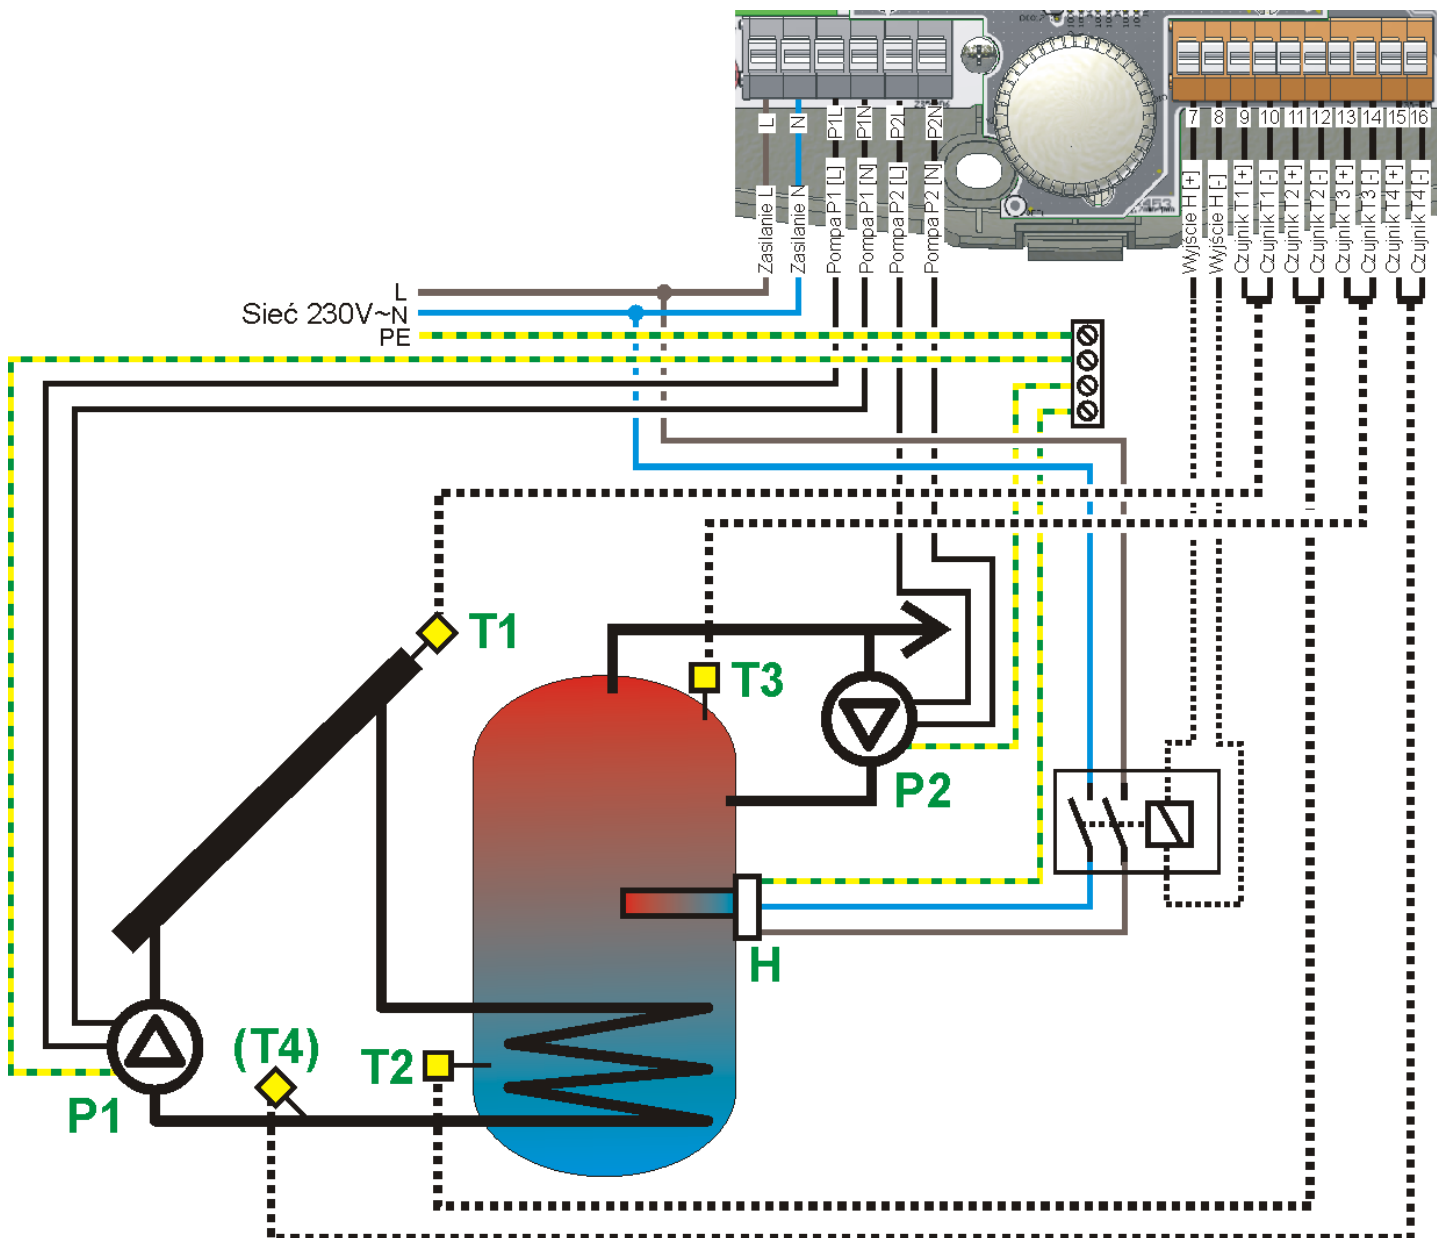 L
N
P1L
P1N
P2L
P2N
7
8
9
10
11
12
13
14
15
16
Zasilanie L
Zasilanie N
Pompa P1 [L]
Pompa P1 [N]
Pompa P2 [L]
Pompa P2 [N]
Wyjście H [+]
Wyjście H [-]
Czujnik T1 [+]
Czujnik T1 [-]
Czujnik T2 [+]
Czujnik T2 [-]
Czujnik T3 [+]
Czujnik T3 [-]
Czujnik T4 [+]
Czujnik T4 [-]
L
Sieć 230V~N
PE
T1
T3
P2
H
(T4)
T2
P1